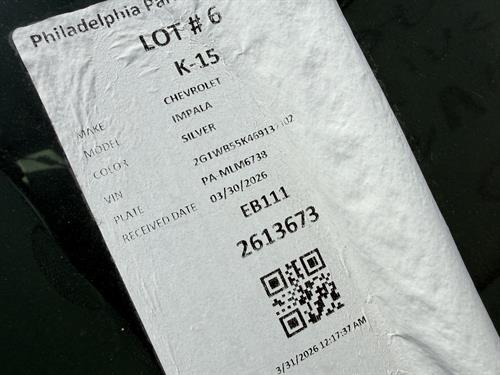 Philadelphia Par
LOT # 6
K-15
MAKE CHEVROLET
MODEL IMPALA
COLOR SILVER
VIN
PLATE PA-MLM6738
RECEIVED DATE 03/30/2026
EB111
2613673
3/31/2026 12:17:37 AM